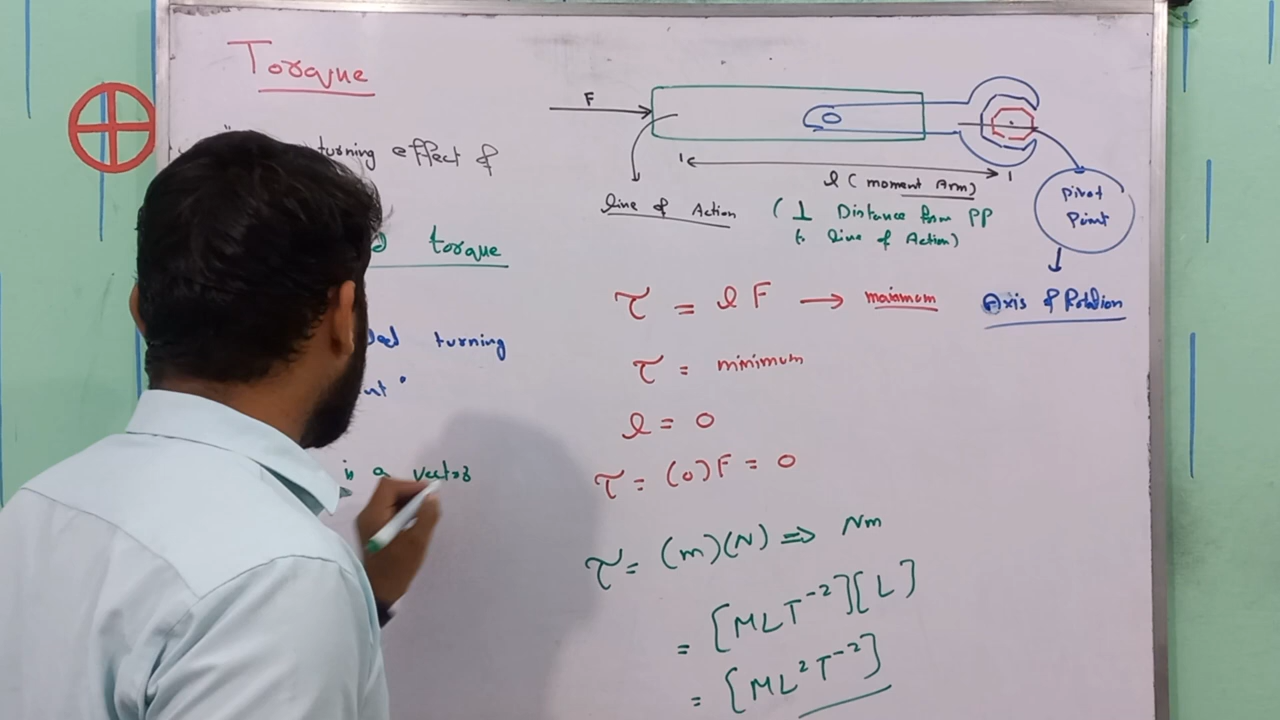 Torque
turning effect of
torque
turning
is a vector
F
l (moment Arm)
line of Action
(⊥ Distance from PP
to line of Action)
Pivot
Point
Axis of Rotation
τ = l F → maximum
τ = minimum
l = 0
τ = (0)F = 0
τ = (m)(N) ⇒ Nm
= [MLT⁻²][L]
= [ML²T⁻²]